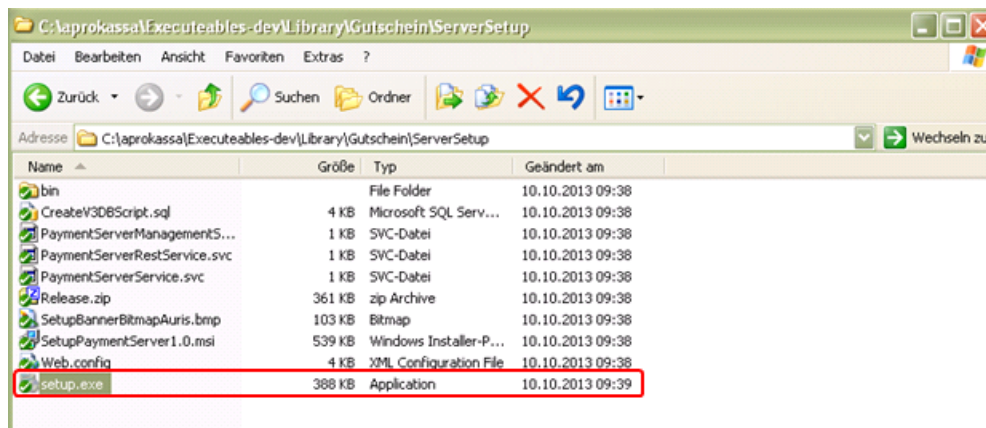 C:\aprokassa\Executeables-dev\Library\Gutschein\ServerSetup
Datei Bearbeiten Ansicht Favoriten Extras ?
Zurück Suchen Ordner
Adresse C:\aprokassa\Executeables-dev\Library\Gutschein\ServerSetup Wechseln zu
Name Größe Typ Geändert am
bin File Folder 10.10.2013 09:38
CreateV3DBScript.sql 4 KB Microsoft SQL Serv... 10.10.2013 09:38
PaymentServerManagementS... 1 KB SVC-Datei 10.10.2013 09:38
PaymentServerRestService.svc 1 KB SVC-Datei 10.10.2013 09:38
PaymentServerService.svc 1 KB SVC-Datei 10.10.2013 09:38
Release.zip 361 KB zip Archive 10.10.2013 09:38
SetupBannerBitmapAuris.bmp 103 KB Bitmap 10.10.2013 09:38
SetupPaymentServer1.0.msi 539 KB Windows Installer-P... 10.10.2013 09:38
Web.config 4 KB XML Configuration File 10.10.2013 09:38
setup.exe 388 KB Application 10.10.2013 09:39